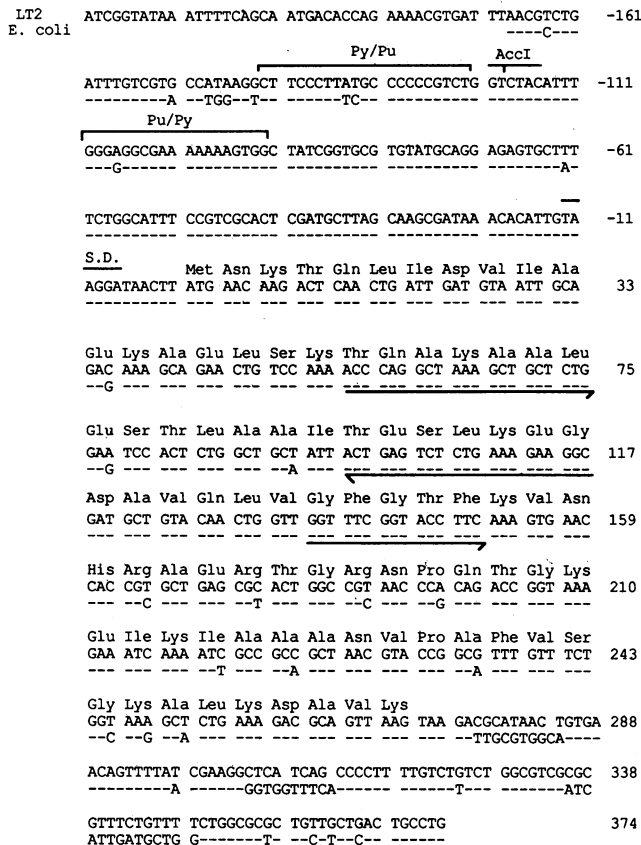 LT2 ATCGGTATAA ATTTTCAGCA ATGACACCAG AAAACGTGAT TTAACGTCTG -161
E. coli ----C---
Py/Pu AccI
ATTTGTCGTG CCATAAGGCTT TCCCTTATGC CCCCCGTCTG GTCTACATTT -111
---------A --TGG--T--- ------TC-- ---------- ----------
Pu/Py
GGGAGGCGAA AAAAAGTGGC TATCGGTGCG TGTATGCAGG AGAGTGCTTT -61
---G------ ---------- ---------- ---------- --------A-
TCTGGCATTT CCGTCGCACT CGATGCTTAG CAAGCGATAA ACACATTGTA -11
---------- ---------- ---------- ---------- ----------
S.D. Met Asn Lys Thr Gln Leu Ile Asp Val Ile Ala
AGGATAACTT ATG AAC AAG ACT CAA CTG ATT GAT GTA ATT GCA 33
---------- --- --- --- --- --- --- --- --- --- --- ---
Glu Lys Ala Glu Leu Ser Lys Thr Gln Ala Lys Ala Ala Leu
GAC AAA GCA GAA CTG TCC AAA ACC CAG GCT AAA GCT GCT CTG 75
--G --- --- --- --- --- --- --- --- --- --- --- --- ---
Glu Ser Thr Leu Ala Ala Ile Thr Glu Ser Leu Lys Glu Gly
GAA TCC ACT CTG GCT GCT ATT ACT GAG TCT CTG AAA GAA GGC 117
--G --- --- --- --- --A --- --- --- --- --- --- --- ---
Asp Ala Val Gln Leu Val Gly Phe Gly Thr Phe Lys Val Asn
GAT GCT GTA CAA CTG GTT GGT TTC GGT ACC TTC AAA GTG AAC 159
--- --- --- --- --- --- --- --- --- --- --- --- --- ---
His Arg Ala Glu Arg Thr Gly Arg Asn Pro Gln Thr Gly Lys
CAC CGT GCT GAG CGC ACT GGC CGT AAC CCA CAG ACC GGT AAA 210
--- --C --- --- --T --- --- --C --- --G --- --- --- ---
Glu Ile Lys Ile Ala Ala Ala Asn Val Pro Ala Phe Val Ser
GAA ATC AAA ATC GCC GCC GCT AAC GTA CCG GCG TTT GTT TCT 243
--- --- --- --T --- --A --- --- --- --- --A --- --- ---
Gly Lys Ala Leu Lys Asp Ala Val Lys
GGT AAA GCT CTG AAA GAC GCA GTT AAG TAA GACGCATAAC TGTGA 288
--C --G --A --- --- --- --- --- --- --- --TTGCGTGGCA----
ACAGTTTTAT CGAAGGCTCA TCAG CCCCTT TTGTCTGTCT GGCGTCGCGC 338
---------A ------GGTGGTTTCA------- -------T-- -------ATC
GTTTCTGTTT TCTGGCGCGC TGTTGCTGAC TGCCTG 374
ATTGATGCTG G-------T- --C-T--C-- ------